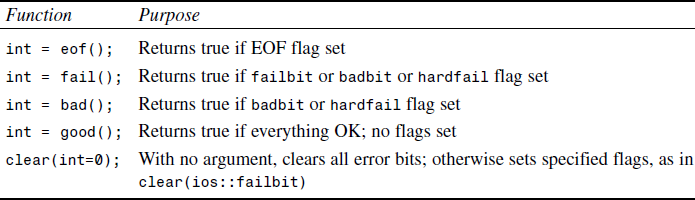 Function Purpose
int = eof(); Returns true if EOF flag set
int = fail(); Returns true if failbit or badbit or hardfail flag set
int = bad(); Returns true if badbit or hardfail flag set
int = good(); Returns true if everything OK; no flags set
clear(int=0); With no argument, clears all error bits; otherwise sets specified flags, as in
clear(ios::failbit)